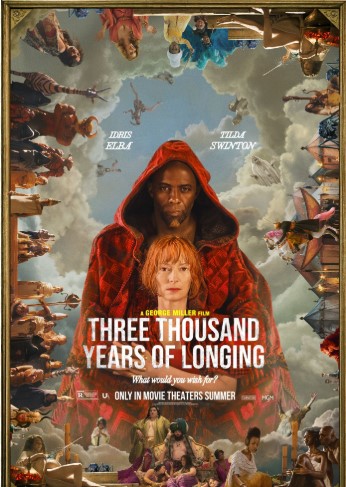 IDRIS
ELBA
TILDA
SWINTON
A GEORGE MILLER FILM
THREE THOUSAND
YEARS OF LONGING
What would you wish for?
R
ONLY IN MOVIE THEATERS SUMMER
MGM